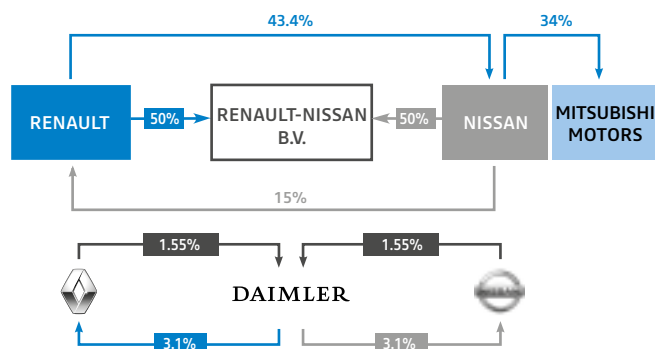 43.4%
34%
RENAULT
50%
RENAULT-NISSAN
B.V.
50%
NISSAN
MITSUBISHI
MOTORS
15%
1.55%
1.55%
DAIMLER
NISSAN
3.1%
3.1%